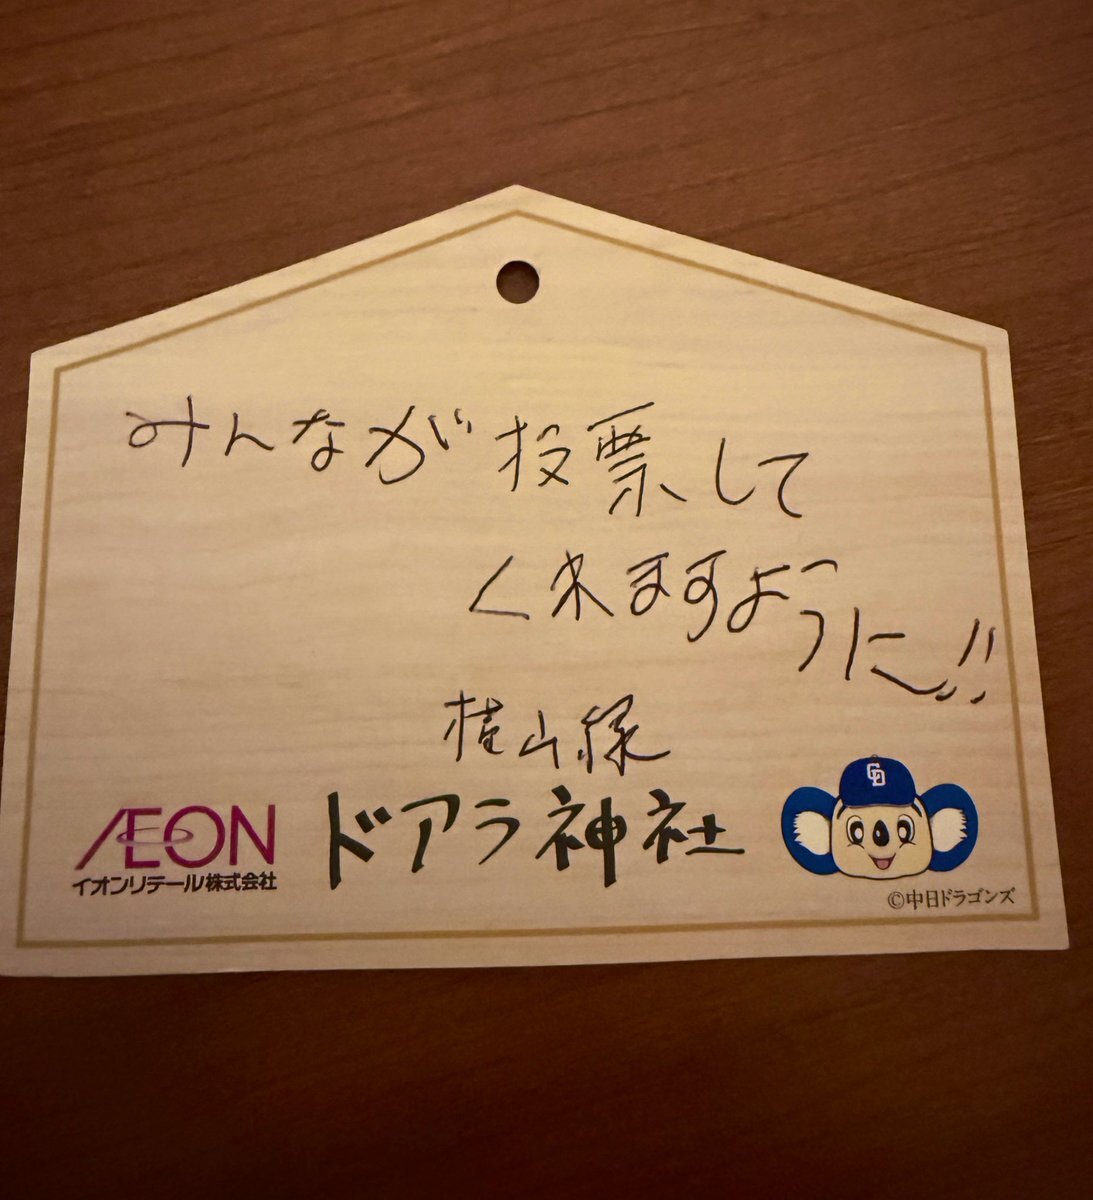 みんなが投票して
くれますように!!
桂山緑
ÆON
イオンリテール株式会社
ドアラ神社
CD
©中日ドラゴンズ